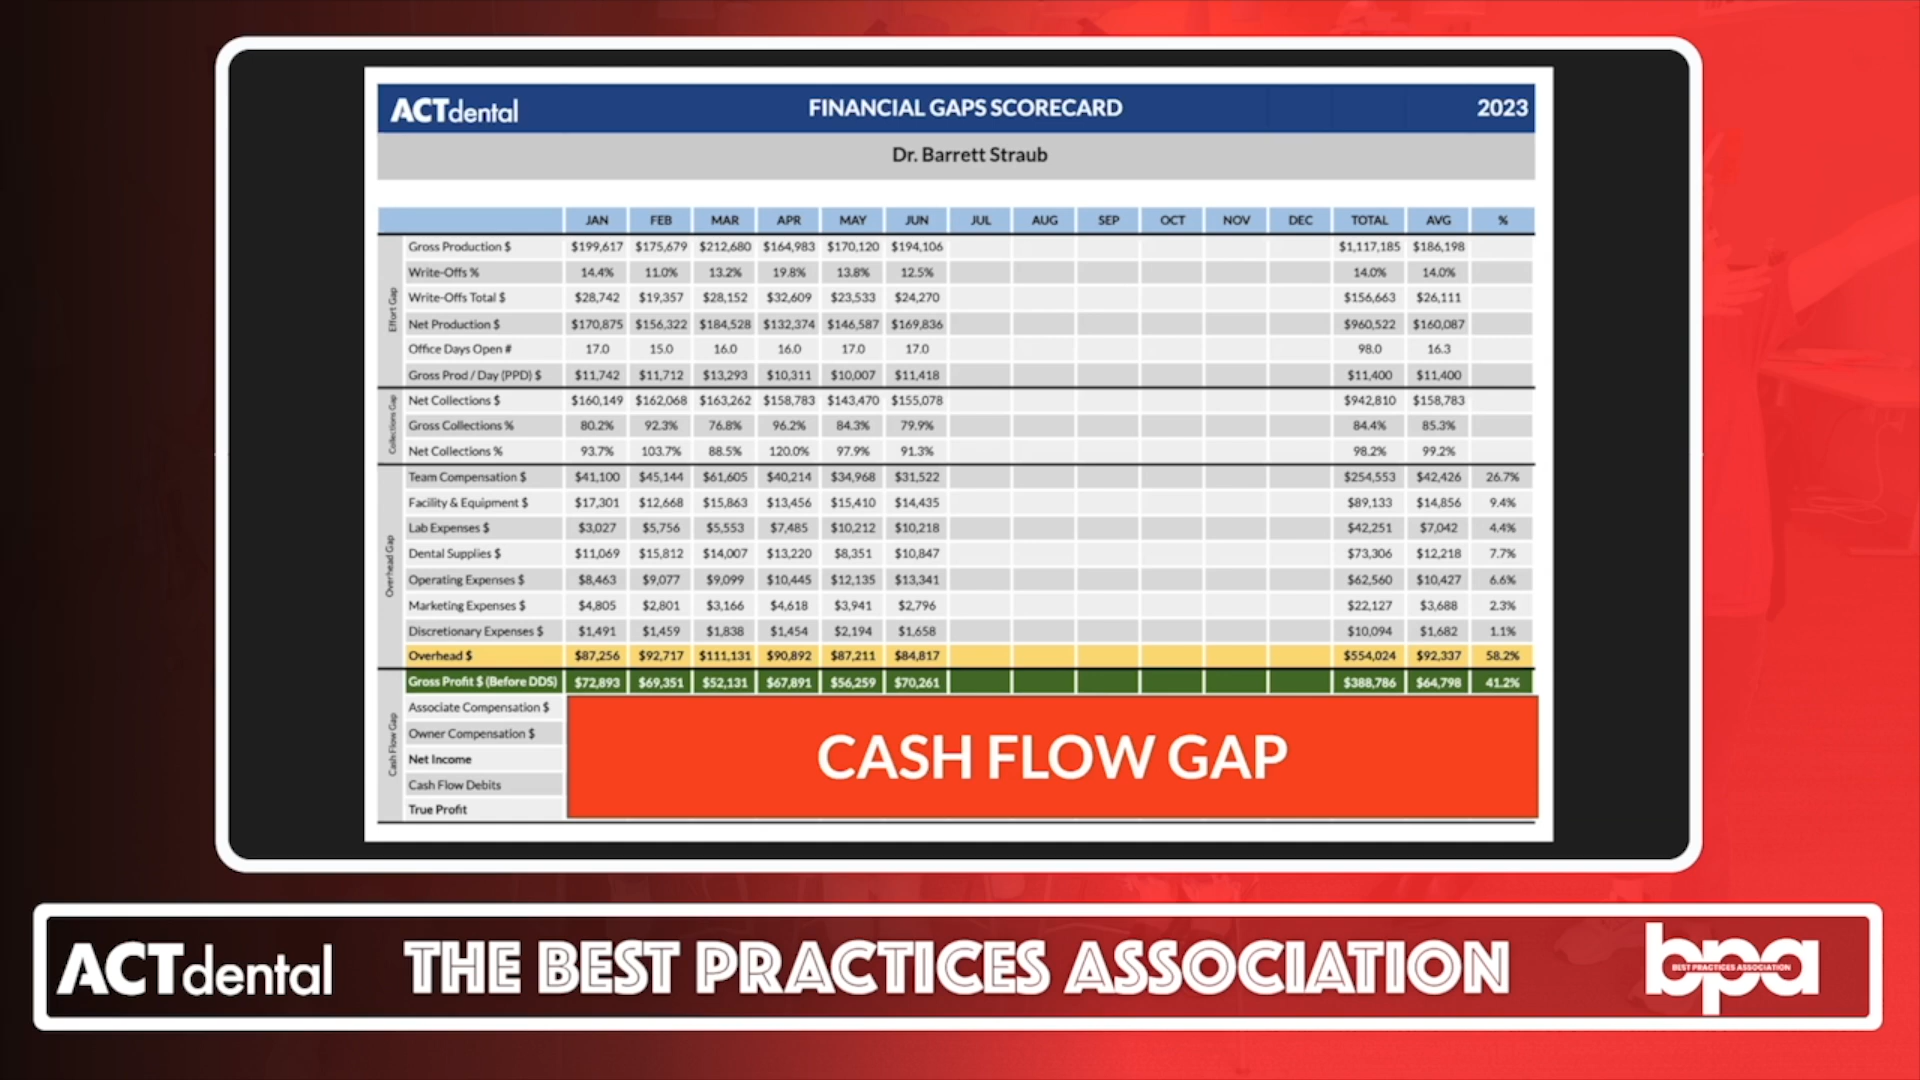 ACTdental FINANCIAL GAPS SCORECARD 2023
Dr. Barrett Straub
JAN FEB MAR APR MAY JUN JUL AUG SEP OCT NOV DEC TOTAL AVG %
Effort Gap
Gross Production $ $199,617 $175,679 $212,680 $164,983 $170,120 $194,106 $1,117,185 $186,198
Write-Offs % 14.4% 11.0% 13.2% 19.8% 13.8% 12.5% 14.0% 14.0%
Write-Offs Total $ $28,742 $19,357 $28,152 $32,609 $23,533 $24,270 $156,663 $26,111
Net Production $ $170,875 $156,322 $184,528 $132,374 $146,587 $169,836 $960,522 $160,087
Office Days Open # 17.0 15.0 16.0 16.0 17.0 17.0 98.0 16.3
Gross Prod / Day (PPD) $ $11,742 $11,712 $13,293 $10,311 $10,007 $11,418 $11,400 $11,400
Collections Gap
Net Collections $ $160,149 $162,068 $163,262 $158,783 $143,470 $155,078 $942,810 $158,783
Gross Collections % 80.2% 92.3% 76.8% 96.2% 84.3% 79.9% 84.4% 85.3%
Net Collections % 93.7% 103.7% 88.5% 120.0% 97.9% 91.3% 98.2% 99.2%
Overhead Gap
Team Compensation $ $41,100 $45,144 $61,605 $40,214 $34,968 $31,522 $254,553 $42,426 26.7%
Facility & Equipment $ $17,301 $12,668 $15,863 $13,456 $15,410 $14,435 $89,133 $14,856 9.4%
Lab Expenses $ $3,027 $5,756 $5,553 $7,485 $10,212 $10,218 $42,251 $7,042 4.4%
Dental Supplies $ $11,069 $15,812 $14,007 $13,220 $8,351 $10,847 $73,306 $12,218 7.7%
Operating Expenses $ $8,463 $9,077 $9,099 $10,445 $12,135 $13,341 $62,560 $10,427 6.6%
Marketing Expenses $ $4,805 $2,801 $3,166 $4,618 $3,941 $2,796 $22,127 $3,688 2.3%
Discretionary Expenses $ $1,491 $1,459 $1,838 $1,454 $2,194 $1,658 $10,094 $1,682 1.1%
Overhead $ $87,256 $92,717 $111,131 $90,892 $87,211 $84,817 $554,024 $92,337 58.2%
Cash Flow Gap
Gross Profit $ (Before DDS) $72,893 $69,351 $52,131 $67,891 $56,259 $70,261 $388,786 $64,798 41.2%
Associate Compensation $
Owner Compensation $
Net Income
Cash Flow Debits
True Profit
CASH FLOW GAP
ACTdental THE BEST PRACTICES ASSOCIATION bpa
BEST PRACTICES ASSOCIATION